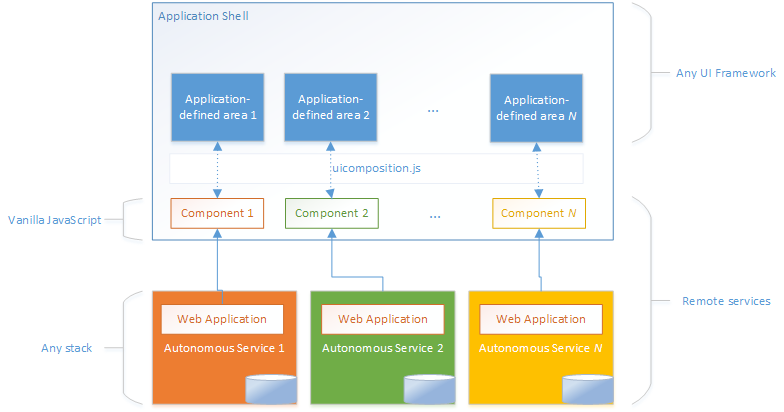 Application Shell
Any UI Framework
Application-
defined area 1
Application-
defined area 2
...
Application-
defined area N
uicomposition.js
Vanilla JavaScript
Component 1
Component 2
...
Component N
Remote services
Any stack
Web Application
Autonomous Service 1
Web Application
Autonomous Service 2
Web Application
Autonomous Service N